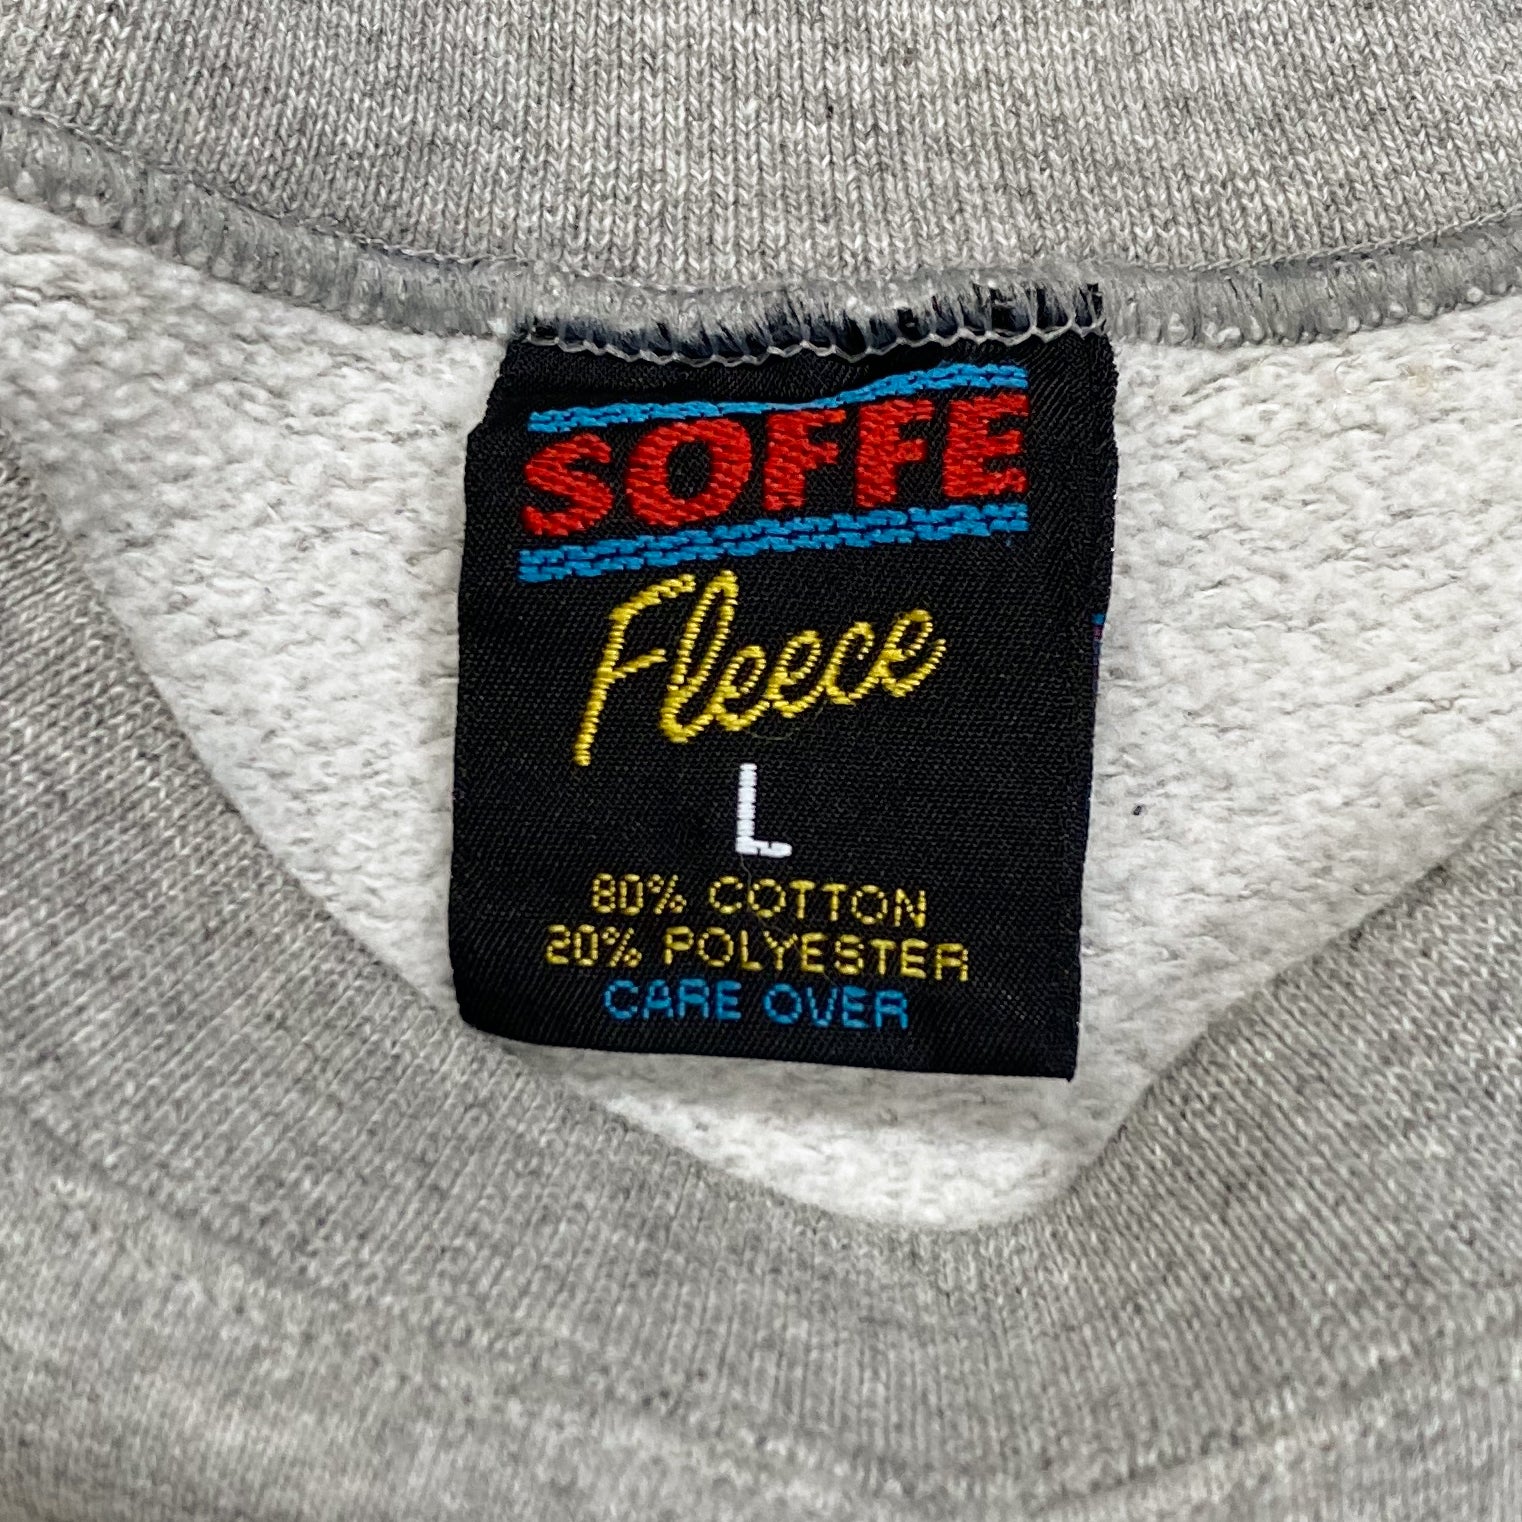 SOFFE
Fleece
L
80% COTTON
20% POLYESTER
CARE OVER